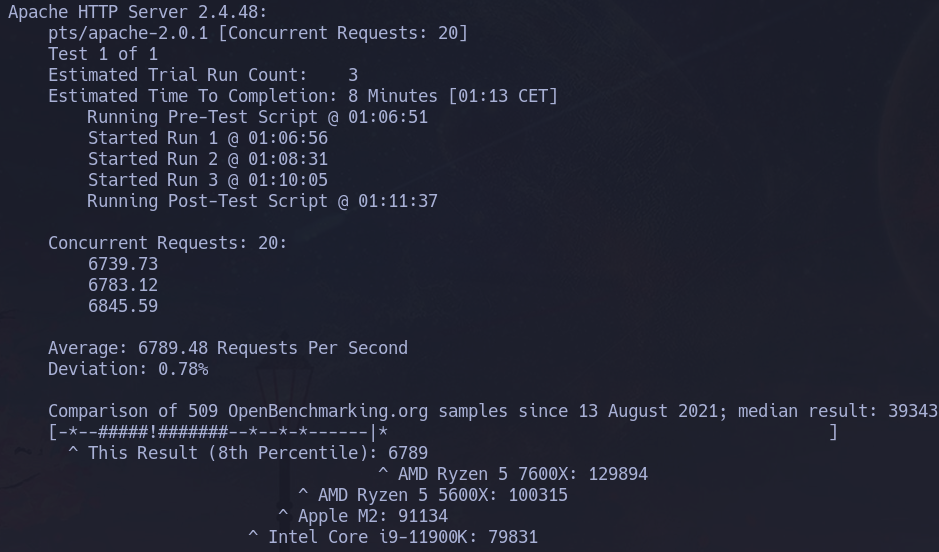 Apache HTTP Server 2.4.48:
pts/apache-2.0.1 [Concurrent Requests: 20]
Test 1 of 1
Estimated Trial Run Count:    3
Estimated Time To Completion: 8 Minutes [01:13 CET]
Running Pre-Test Script @ 01:06:51
Started Run 1 @ 01:06:56
Started Run 2 @ 01:08:31
Started Run 3 @ 01:10:05
Running Post-Test Script @ 01:11:37
Concurrent Requests: 20:
6739.73
6783.12
6845.59
Average: 6789.48 Requests Per Second
Deviation: 0.78%
Comparison of 509 OpenBenchmarking.org samples since 13 August 2021; median result: 39343
[-*--#####!#######--*--*-*------|*                                            ]
^ This Result (8th Percentile): 6789
^ AMD Ryzen 5 7600X: 129894
^ AMD Ryzen 5 5600X: 100315
^ Apple M2: 91134
^ Intel Core i9-11900K: 79831